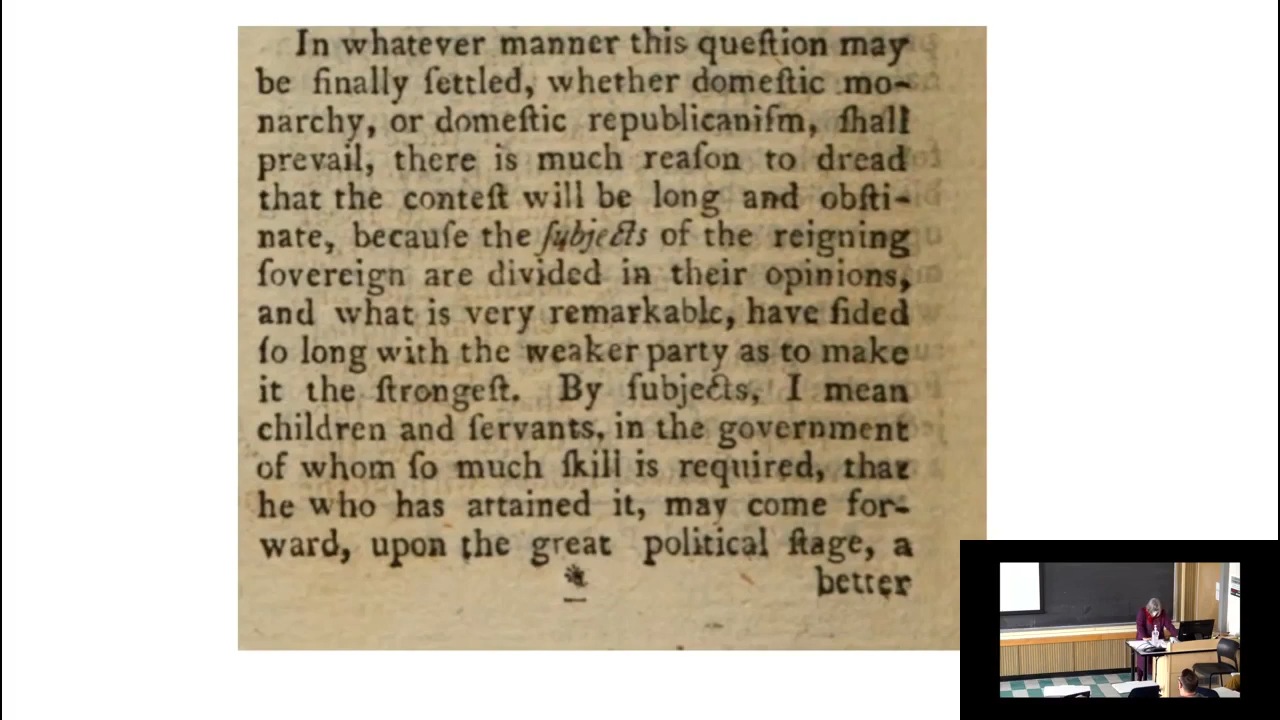 In whatever manner this queſtion may
be finally ſettled, whether domeſtic mo-
narchy, or domeſtic republicaniſm, ſhall
prevail, there is much reaſon to dread
that the conteſt will be long and obſti-
nate, becauſe the ſubjects of the reigning
ſovereign are divided in their opinions,
and what is very remarkable, have ſided
ſo long with the weaker party as to make
it the ſtrongeſt. By ſubjects, I mean
children and ſervants, in the government
of whom ſo much ſkill is required, that
he who has attained it, may come for-
ward, upon the great political ſtage, a
*
better